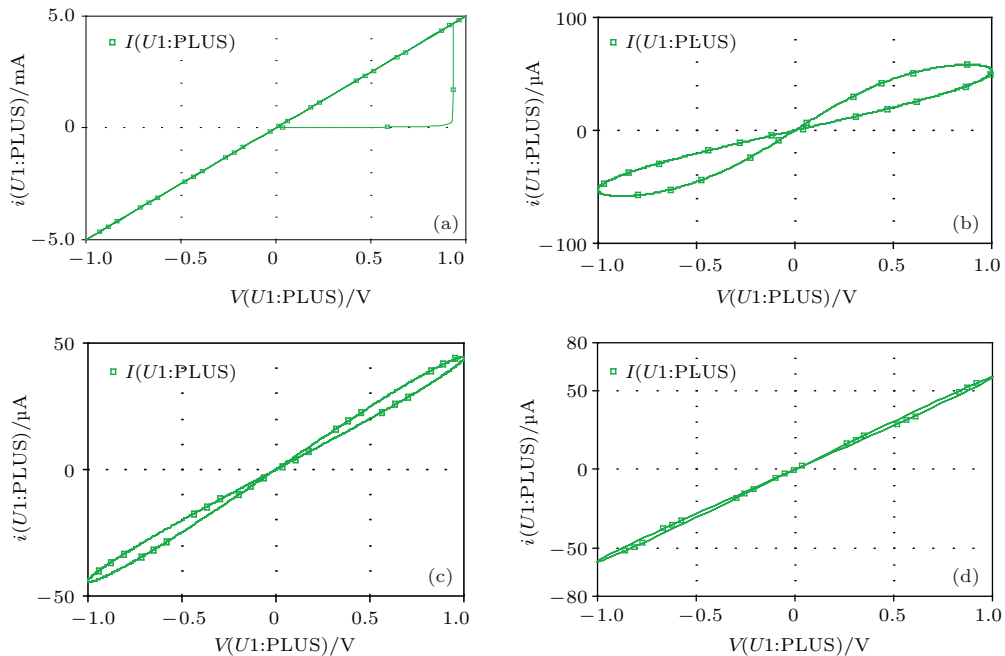 5.0
I(U1:PLUS)
i(U1:PLUS)/mA
0
(a)
−5.0
−1.0 −0.5 0 0.5 1.0
V(U1:PLUS)/V
100
I(U1:PLUS)
i(U1:PLUS)/μA
0
(b)
−100
−1.0 −0.5 0 0.5 1.0
V(U1:PLUS)/V
50
I(U1:PLUS)
i(U1:PLUS)/μA
0
(c)
−50
−1.0 −0.5 0 0.5 1.0
V(U1:PLUS)/V
80
I(U1:PLUS)
50
i(U1:PLUS)/μA
0
−50
(d)
−80
−1.0 −0.5 0 0.5 1.0
V(U1:PLUS)/V